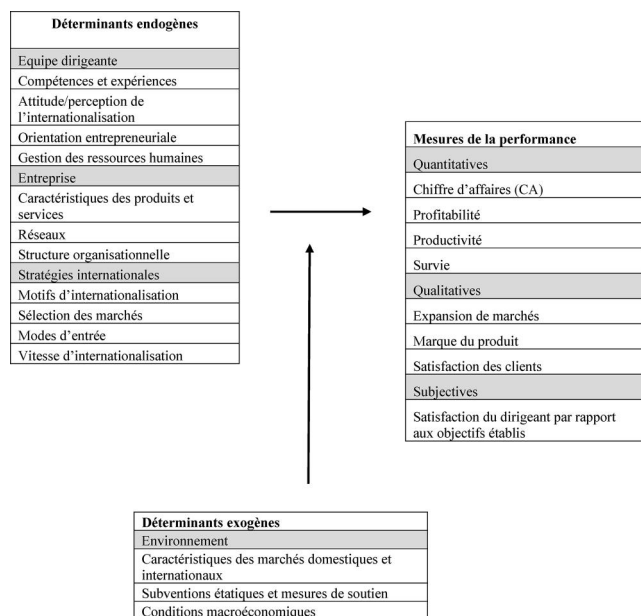 Déterminants endogènes
Equipe dirigeante
Compétences et expériences
Attitude/perception de
l’internationalisation
Orientation entrepreneuriale
Gestion des ressources humaines
Entreprise
Caractéristiques des produits et
services
Réseaux
Structure organisationnelle
Stratégies internationales
Motifs d’internationalisation
Sélection des marchés
Modes d’entrée
Vitesse d’internationalisation
Mesures de la performance
Quantitatives
Chiffre d’affaires (CA)
Profitabilité
Productivité
Survie
Qualitatives
Expansion de marchés
Marque du produit
Satisfaction des clients
Subjectives
Satisfaction du dirigeant par rapport
aux objectifs établis
Déterminants exogènes
Environnement
Caractéristiques des marchés domestiques et
internationaux
Subventions étatiques et mesures de soutien
Conditions macroéconomiques